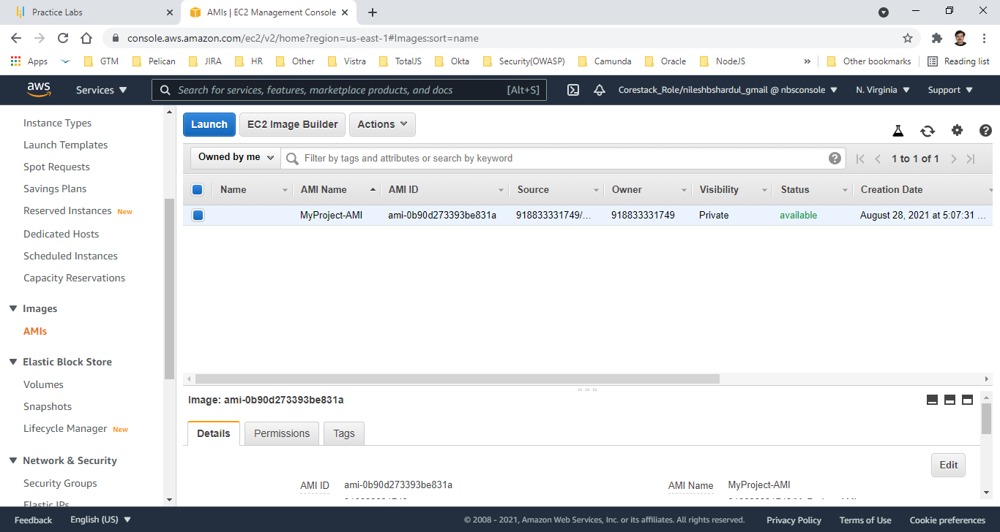 Practice Labs
AMIs | EC2 Management Console
console.aws.amazon.com/ec2/v2/home?region=us-east-1#Images:sort=name
Apps GTM Pelican JIRA HR Other Vistra TotalJS Okta Security(OWASP) Camunda Oracle NodeJS » Other bookmarks Reading list
aws Services Search for services, features, marketplace products, and docs [Alt+S] Corestack_Role/nileshbshardul_gmail @ nbsconsole N. Virginia Support
Instance Types
Launch Templates
Spot Requests
Savings Plans
Reserved Instances New
Dedicated Hosts
Scheduled Instances
Capacity Reservations
Images
AMIs
Elastic Block Store
Volumes
Snapshots
Lifecycle Manager New
Network & Security
Security Groups
Elastic IPs
Launch EC2 Image Builder Actions
Owned by me Filter by tags and attributes or search by keyword 1 to 1 of 1
Name AMI Name AMI ID Source Owner Visibility Status Creation Date
MyProject-AMI ami-0b90d273393be831a 918833331749/... 918833331749 Private available August 28, 2021 at 5:07:31 ...
Image: ami-0b90d273393be831a
Details Permissions Tags
Edit
AMI ID ami-0b90d273393be831a AMI Name MyProject-AMI
Feedback English (US) © 2008 - 2021, Amazon Web Services, Inc. or its affiliates. All rights reserved. Privacy Policy Terms of Use Cookie preferences